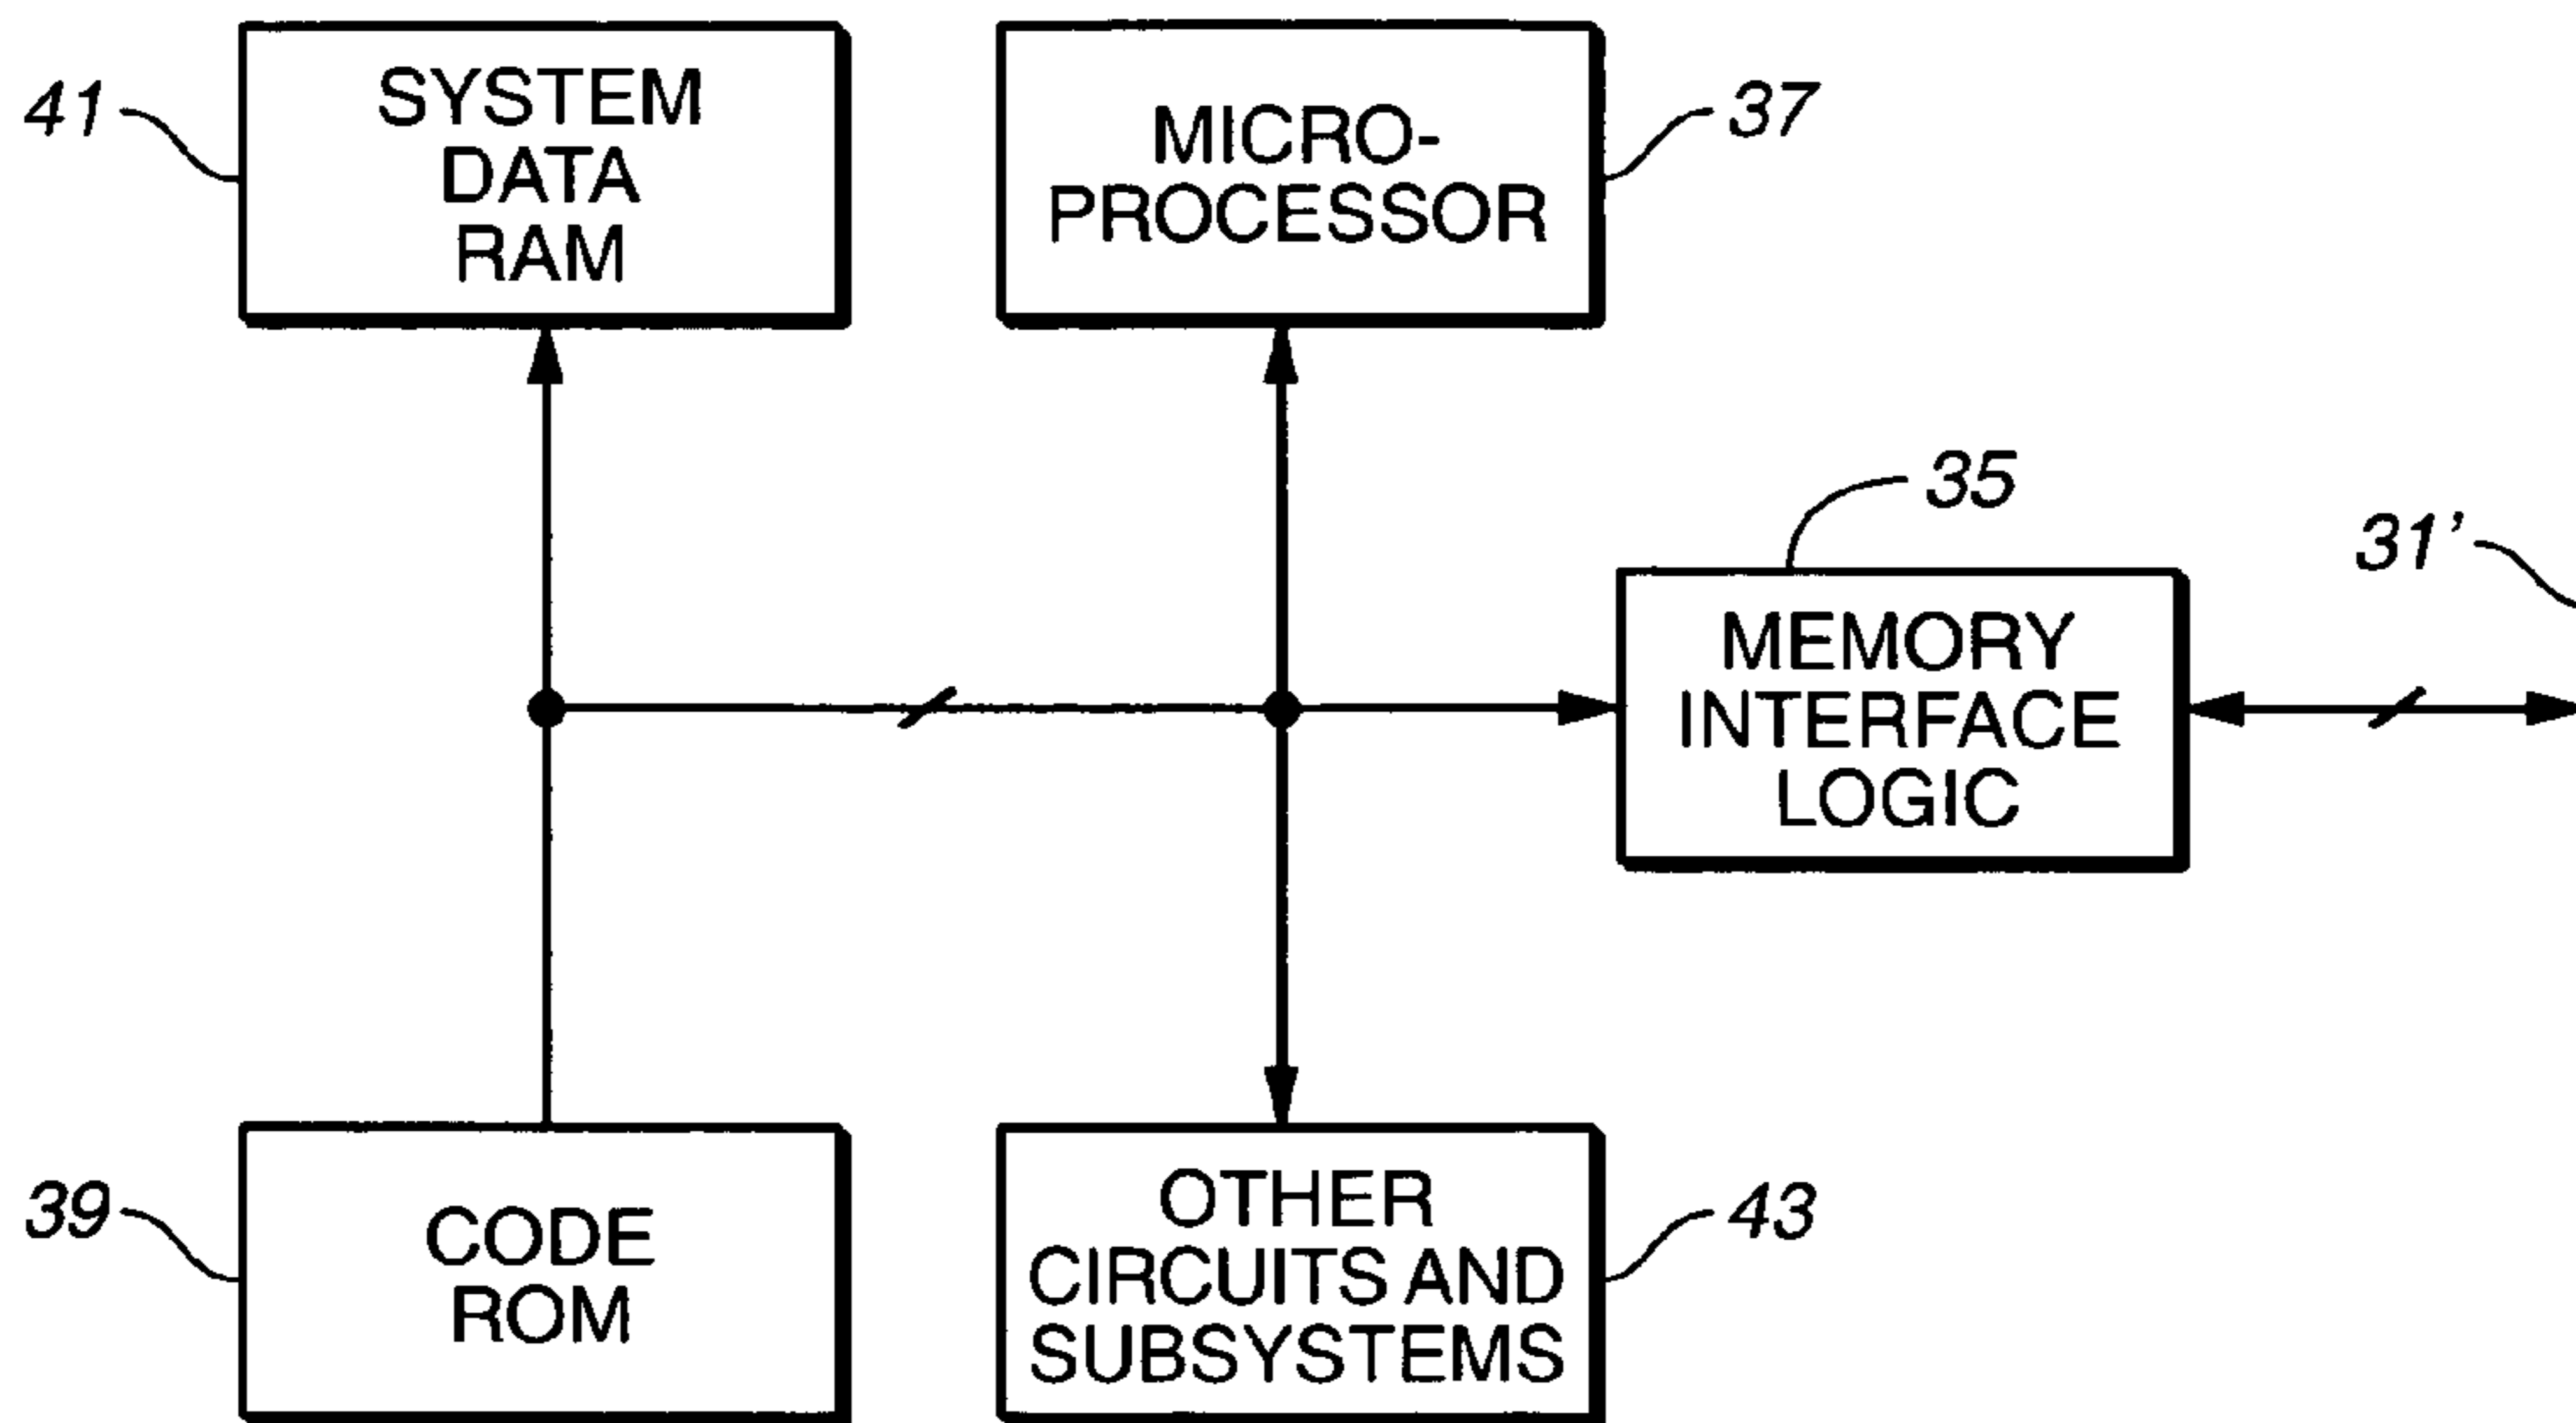 41
SYSTEM
DATA
RAM
MICRO-
PROCESSOR
37
35
31’
MEMORY
INTERFACE
LOGIC
39
CODE
ROM
OTHER
CIRCUITS AND
SUBSYSTEMS
43